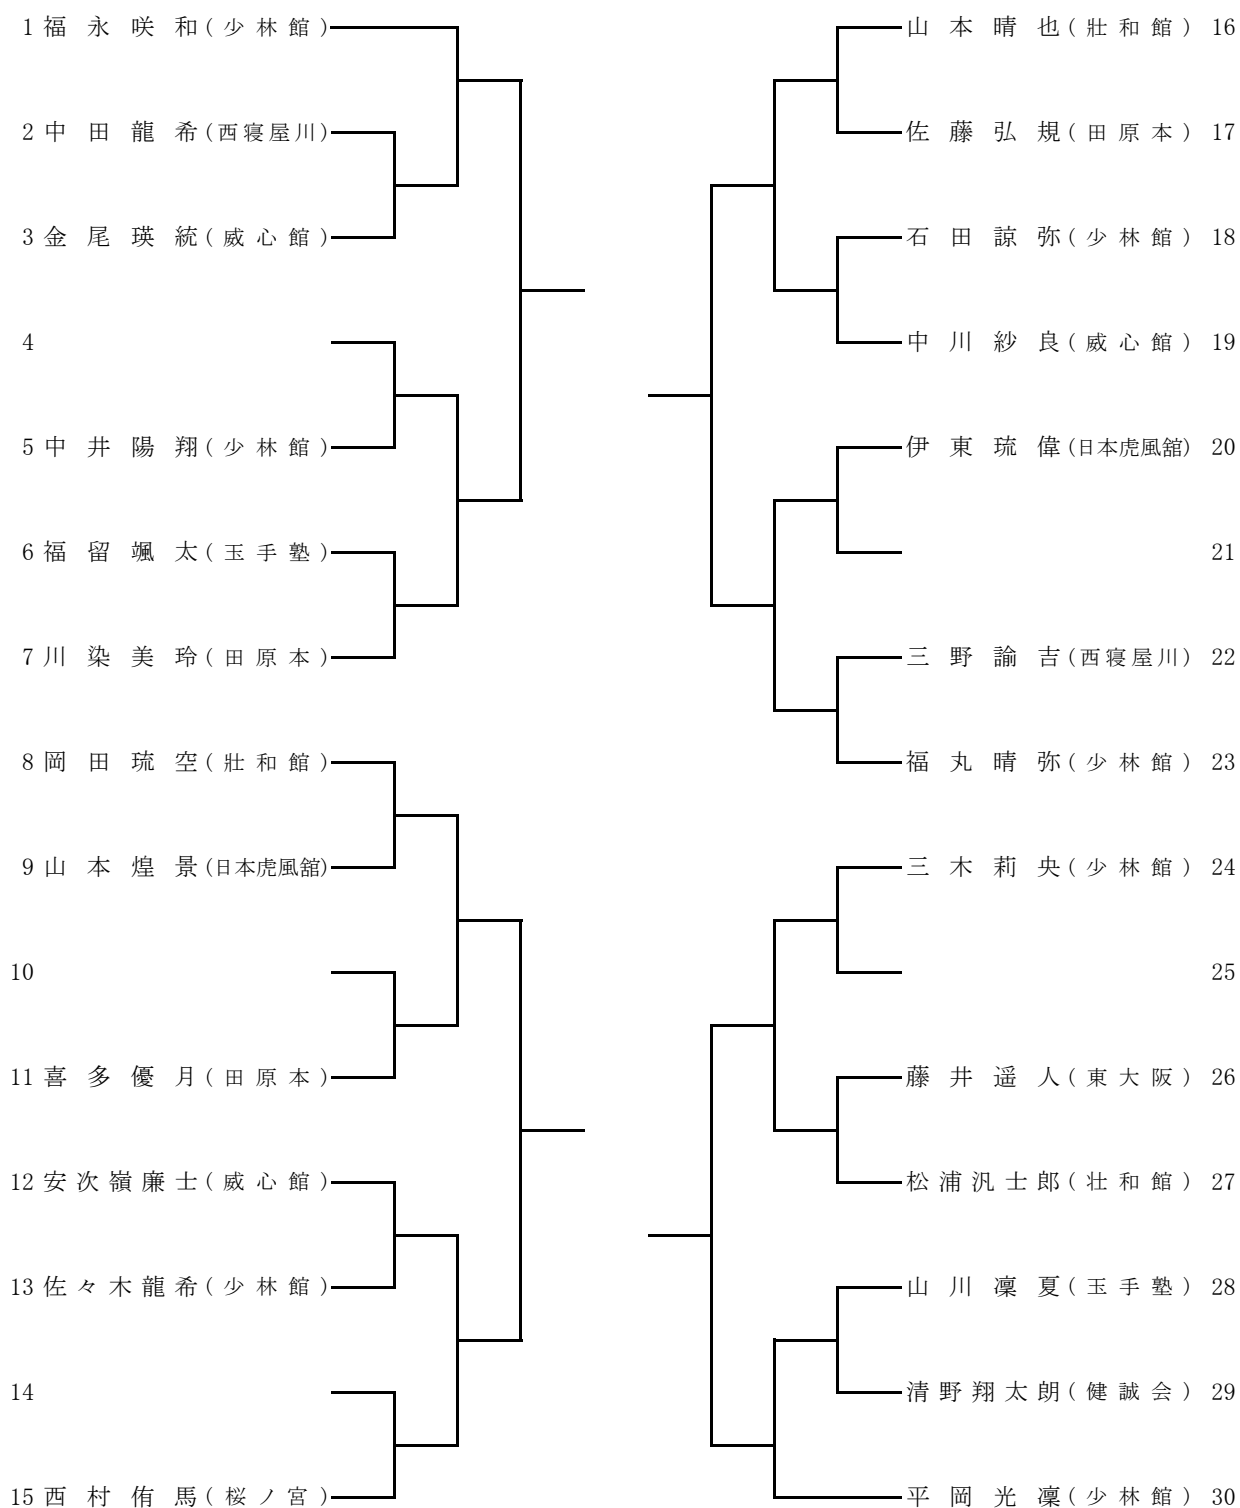 1 福永咲和(少林館)
2 中田龍希(西寝屋川)
3 金尾瑛統(威心館)
4
5 中井陽翔(少林館)
6 福留颯太(玉手塾)
7 川染美玲(田原本)
8 岡田琉空(壯和館)
9 山本煌景(日本虎風舘)
10
11 喜多優月(田原本)
12 安次嶺廉士(威心館)
13 佐々木龍希(少林館)
14
15 西村侑馬(桜ノ宮)
山本晴也(壯和館) 16
佐藤弘規(田原本) 17
石田諒弥(少林館) 18
中川紗良(威心館) 19
伊東琉偉(日本虎風舘) 20
21
三野諭吉(西寝屋川) 22
福丸晴弥(少林館) 23
三木莉央(少林館) 24
25
藤井遥人(東大阪) 26
松浦汎士郎(壮和館) 27
山川凜夏(玉手塾) 28
清野翔太朗(健誠会) 29
平岡光凜(少林館) 30